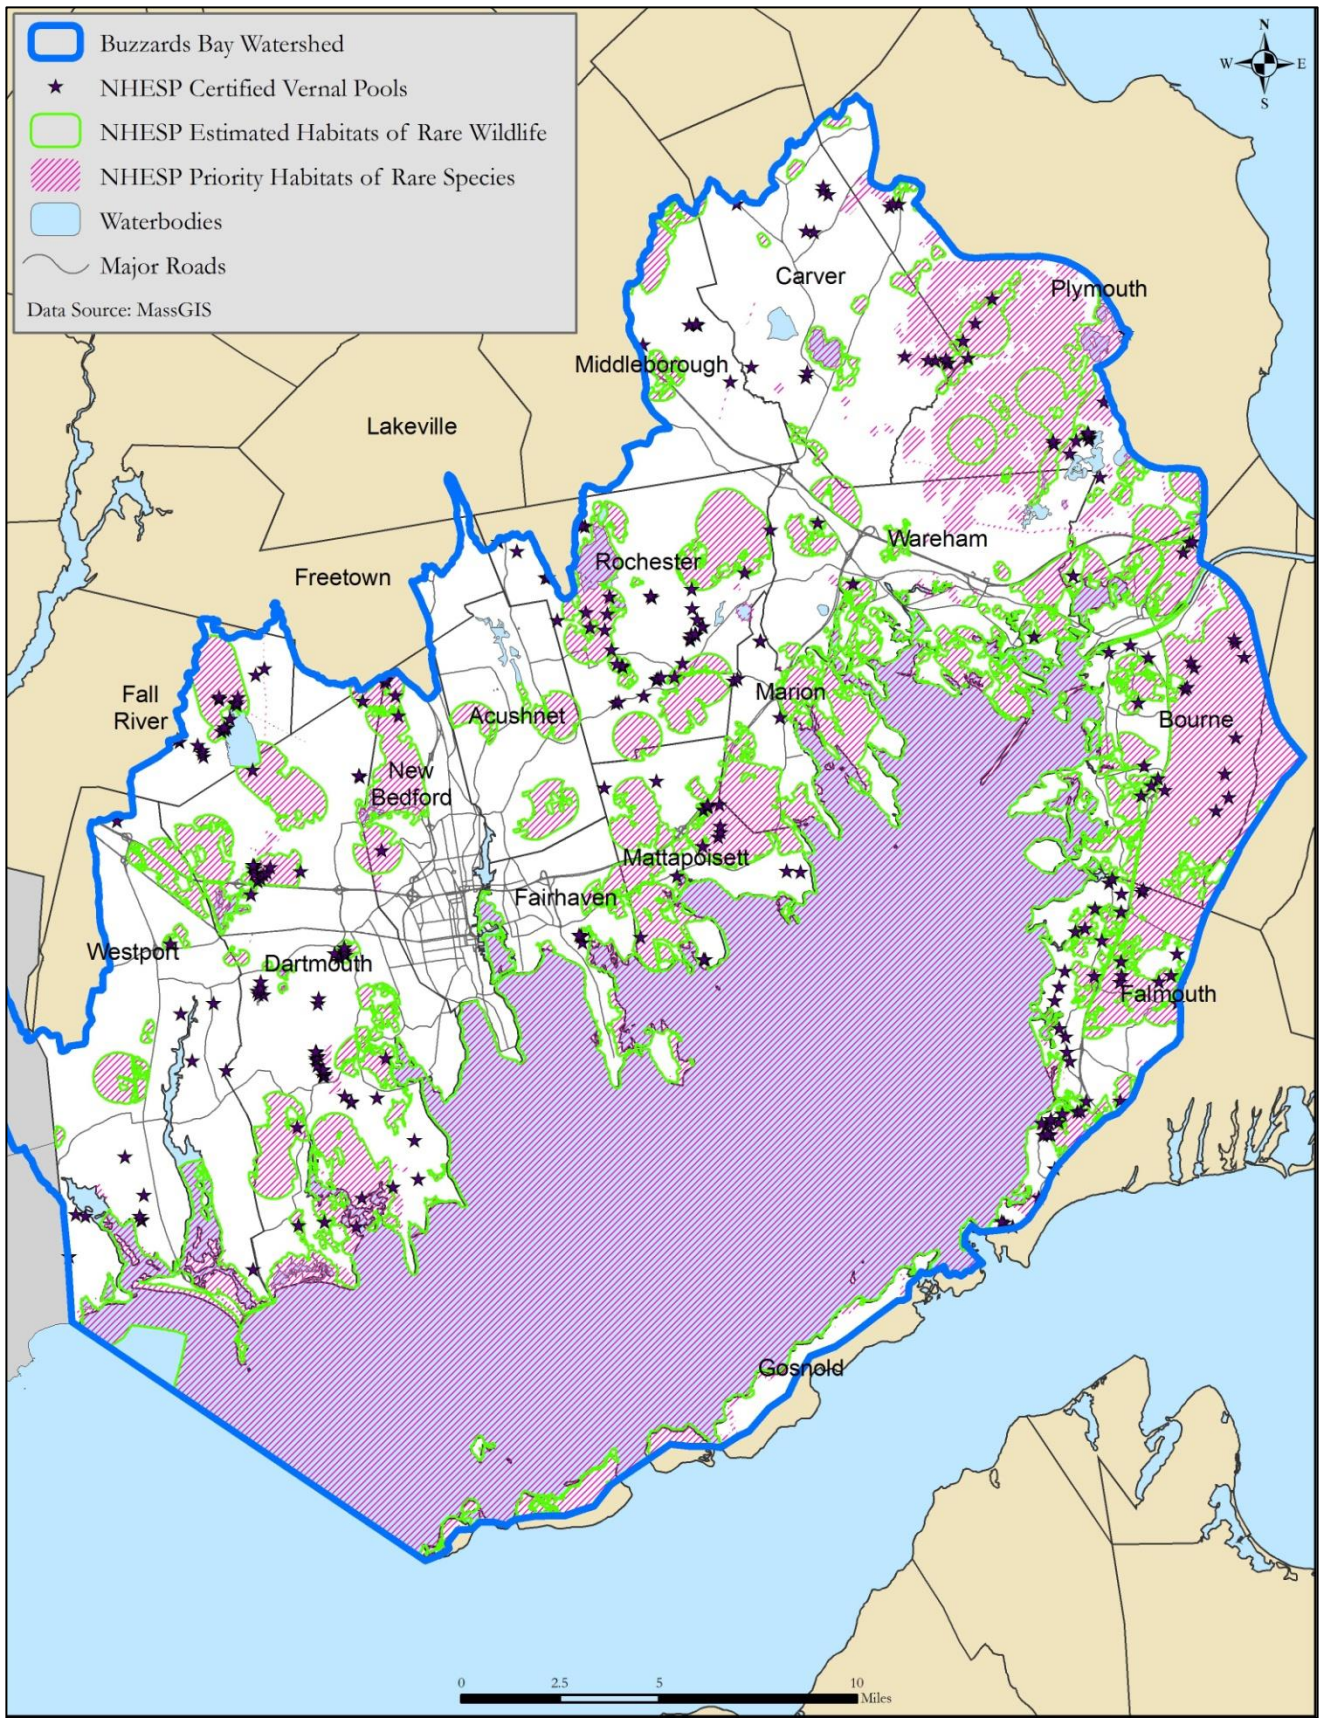 Buzzards Bay Watershed
NHESP Certified Vernal Pools
NHESP Estimated Habitats of Rare Wildlife
NHESP Priority Habitats of Rare Species
Waterbodies
Major Roads
Data Source: MassGIS
N
W
E
S
Carver
Plymouth
Middleborough
Lakeville
Wareham
Rochester
Freetown
Marion
Fall
River
Acushnet
Bourne
New
Bedford
Mattapoisett
Fairhaven
Westport
Dartmouth
Falmouth
Gosnold
0
2.5
5
10
Miles